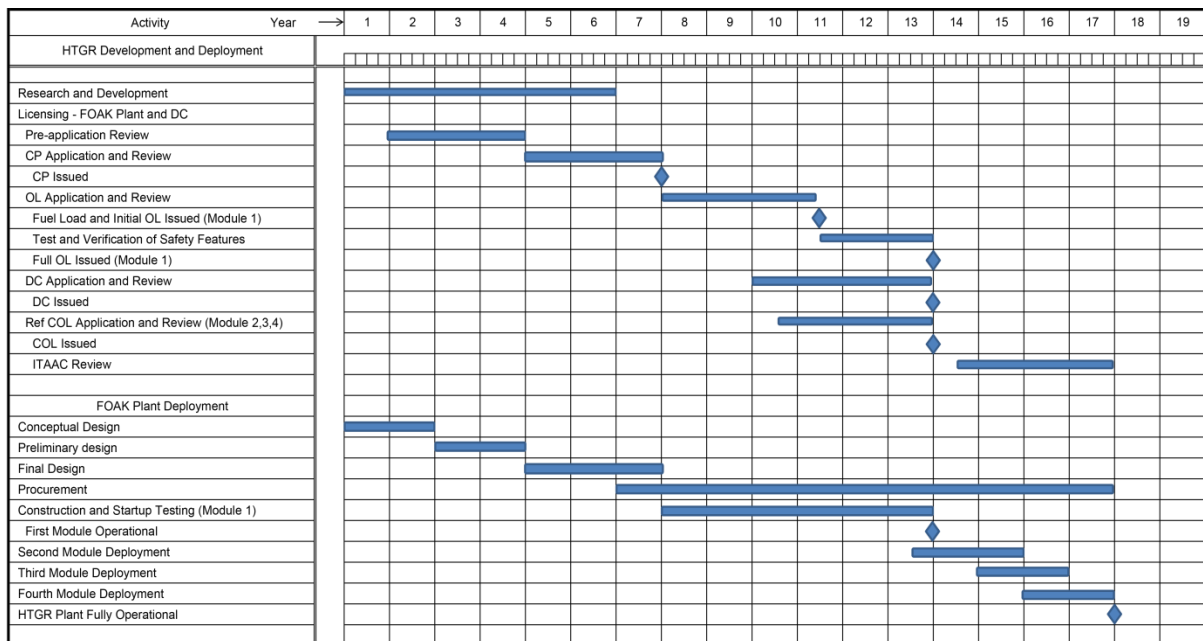 Activity Year 1 2 3 4 5 6 7 8 9 10 11 12 13 14 15 16 17 18 19
HTGR Development and Deployment
Research and Development
Licensing - FOAK Plant and DC
Pre-application Review
CP Application and Review
CP Issued
OL Application and Review
Fuel Load and Initial OL Issued (Module 1)
Test and Verification of Safety Features
Full OL Issued (Module 1)
DC Application and Review
DC Issued
Ref COL Application and Review (Module 2,3,4)
COL Issued
ITAAC Review
FOAK Plant Deployment
Conceptual Design
Preliminary design
Final Design
Procurement
Construction and Startup Testing (Module 1)
First Module Operational
Second Module Deployment
Third Module Deployment
Fourth Module Deployment
HTGR Plant Fully Operational